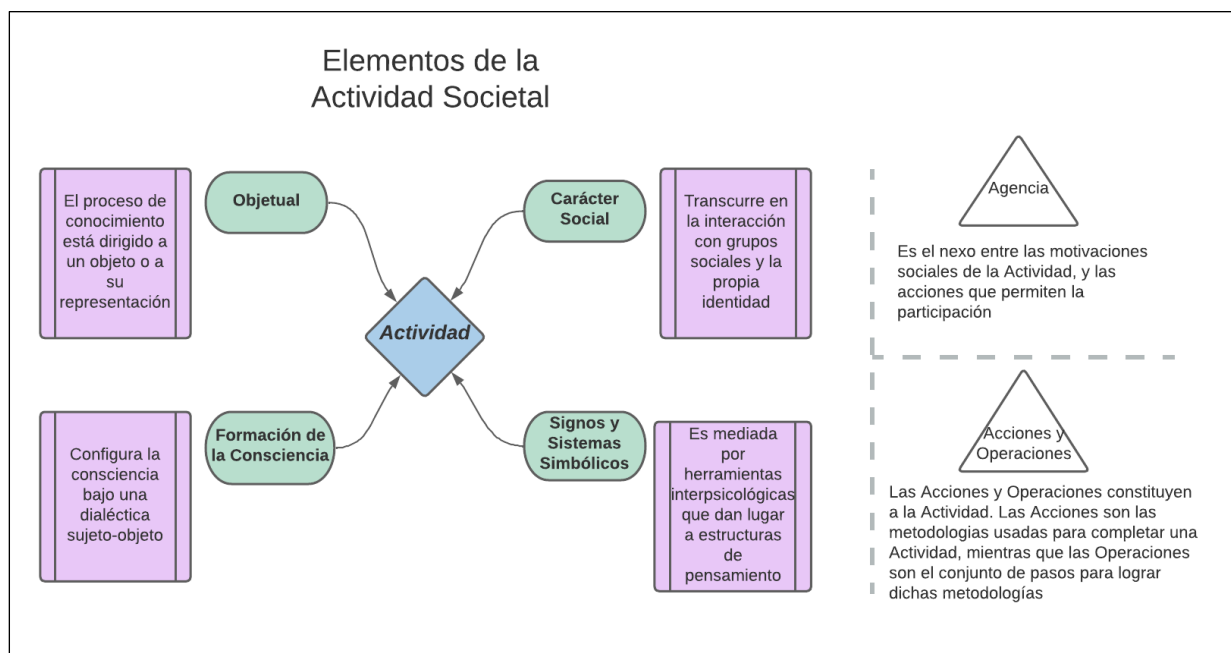 Elementos de la
Actividad Societal
El proceso de
conocimiento
está dirigido a
un objeto o a
su
representación
Objetual
Carácter
Social
Transcurre en
la interacción
con grupos
sociales y la
propia
identidad
Actividad
Configura la
consciencia
bajo una
dialéctica
sujeto-objeto
Formación de
la Consciencia
Signos y
Sistemas
Simbólicos
Es mediada
por
herramientas
interpsicológicas
que dan lugar
a estructuras
de
pensamiento
Agencia
Es el nexo entre las motivaciones
sociales de la Actividad, y las
acciones que permiten la
participación
Acciones y
Operaciones
Las Acciones y Operaciones constituyen
a la Actividad. Las Acciones son las
metodologias usadas para completar una
Actividad, mientras que las Operaciones
son el conjunto de pasos para lograr
dichas metodologías